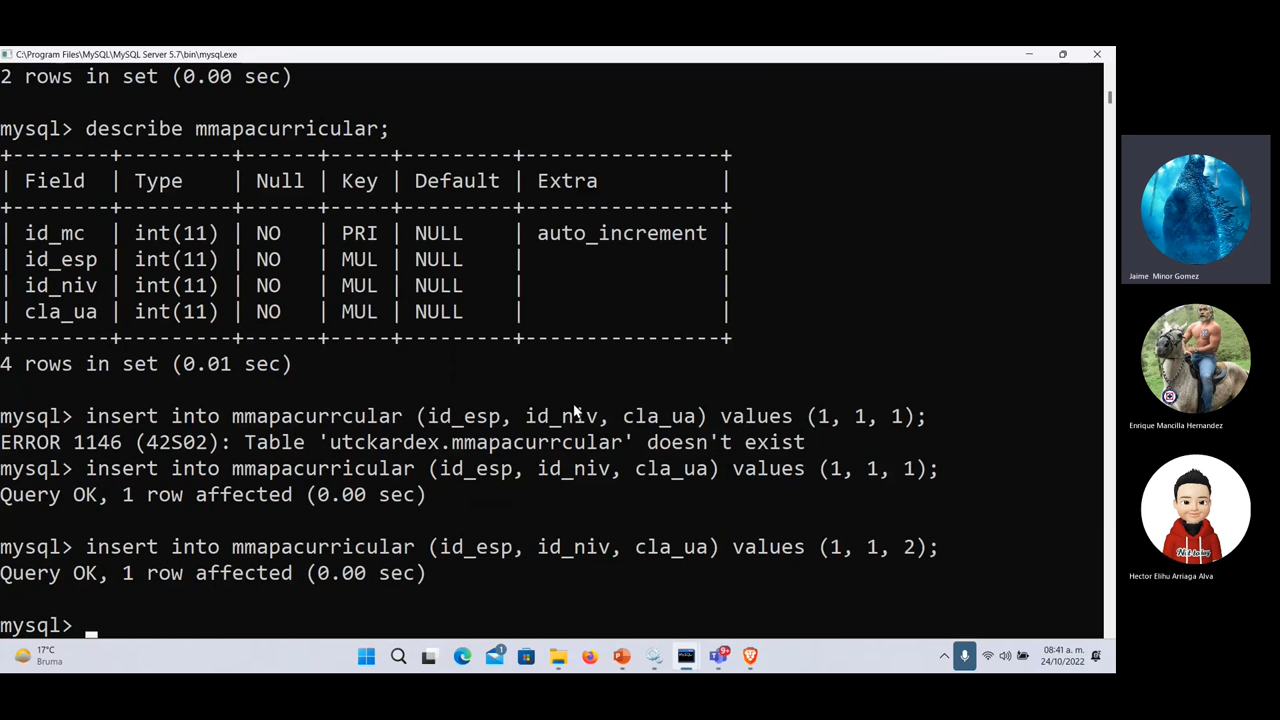 C:\Program Files\MySQL\MySQL Server 5.7\bin\mysql.exe
2 rows in set (0.00 sec)
mysql> describe mmapacurricular;
+--------+---------+------+-----+---------+----------------+
| Field | Type | Null | Key | Default | Extra |
+--------+---------+------+-----+---------+----------------+
| id_mc | int(11) | NO | PRI | NULL | auto_increment |
| id_esp | int(11) | NO | MUL | NULL | |
| id_niv | int(11) | NO | MUL | NULL | |
| cla_ua | int(11) | NO | MUL | NULL | |
+--------+---------+------+-----+---------+----------------+
4 rows in set (0.01 sec)
mysql> insert into mmapacurrcular (id_esp, id_niv, cla_ua) values (1, 1, 1);
ERROR 1146 (42S02): Table 'utckardex.mmapacurrcular' doesn't exist
mysql> insert into mmapacurricular (id_esp, id_niv, cla_ua) values (1, 1, 1);
Query OK, 1 row affected (0.00 sec)
mysql> insert into mmapacurricular (id_esp, id_niv, cla_ua) values (1, 1, 2);
Query OK, 1 row affected (0.00 sec)
mysql>
Jaime Minor Gomez
Enrique Mancilla Hernandez
Not today
Hector Elihu Arriaga Alva
17°C
Bruma
1
9+
08:41 a. m.
24/10/2022